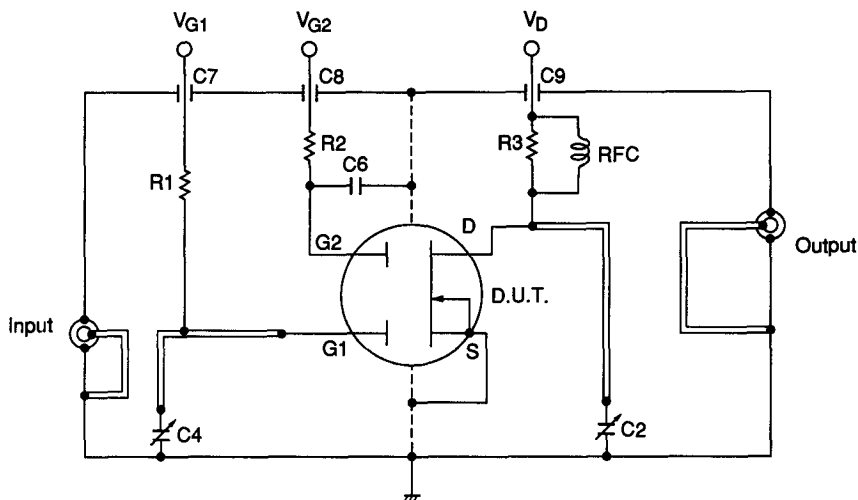 VG1
VG2
VD
C7
C8
C9
R2
R3
RFC
C6
R1
D
G2
Output
D.U.T.
Input
G1
S
C4
C2